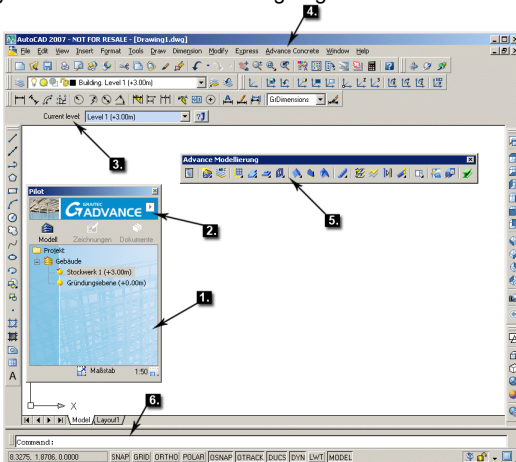 4.
AutoCAD 2007 - NOT FOR RESALE - [Drawing1.dwg]
File Edit View Insert Format Tools Draw Dimension Modify Express Advance Concrete Window Help
Building. Level 1 (+3.00m)
GrDimensions
Current level: Level 1 (+3.00m)
3.
Advance Modellierung
5.
Pilot
GRAITEC
ADVANCE
2.
Modell Zeichnungen Dokumente
Projekt
Gebäude
Stockwerk 1 (+3.00m)
Gründungsebene (+0.00m)
1.
Maßstab 1:50
A
X
6.
Model Layout1
Command:
8.3275, 1.8706, 0.0000 SNAP GRID ORTHO POLAR OSNAP OTRACK DUCS DYN LWT MODEL